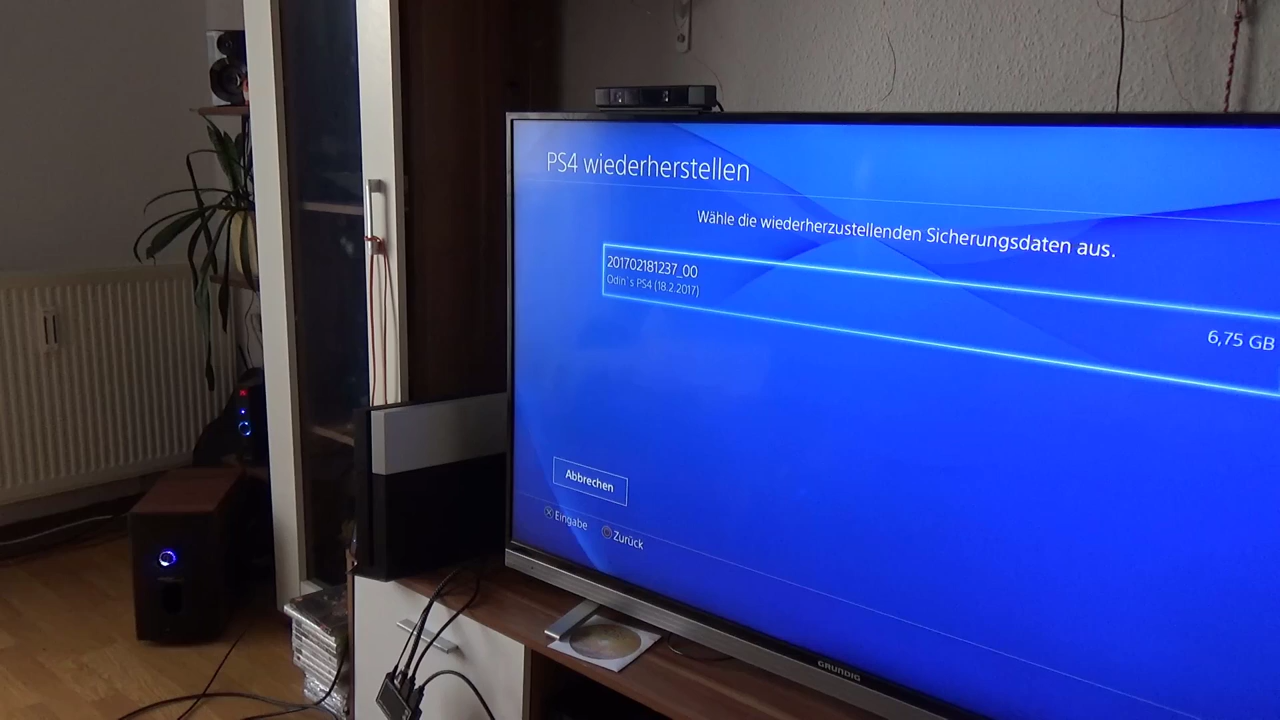 PS4 wiederherstellen
Wähle die wiederherzustellenden Sicherungsdaten aus.
201702181237_00
Odin´s PS4 (18.2.2017)
6,75 GB
Abbrechen
Eingabe
Zurück
GRUNDIG